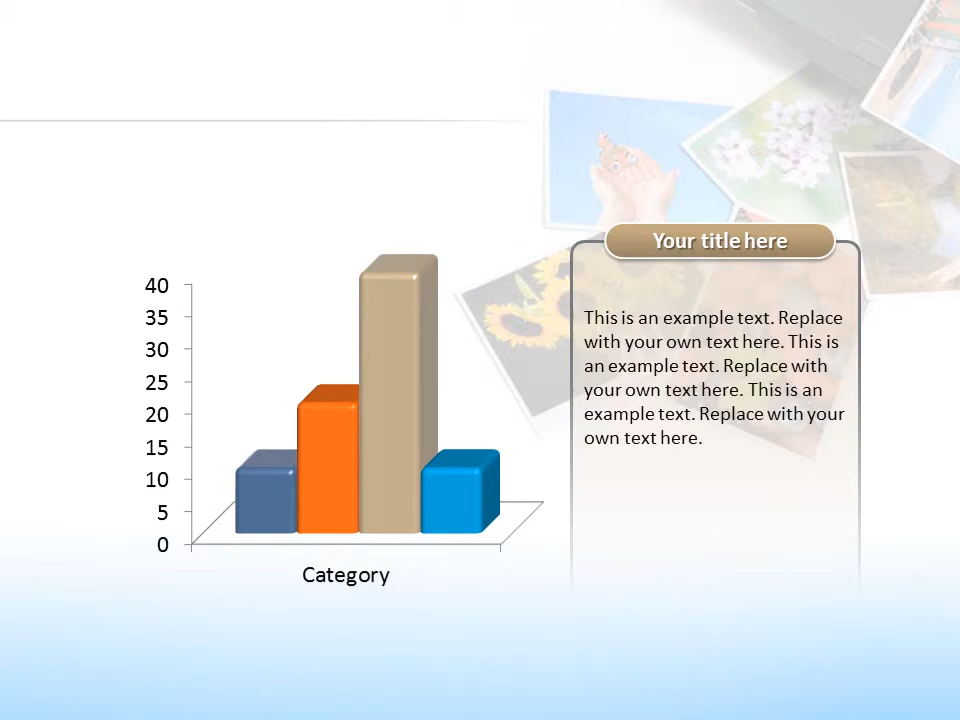 40
35
30
25
20
15
10
5
0
Category
Your title here
This is an example text. Replace
with your own text here. This is
an example text. Replace with
your own text here. This is an
example text. Replace with your
own text here.